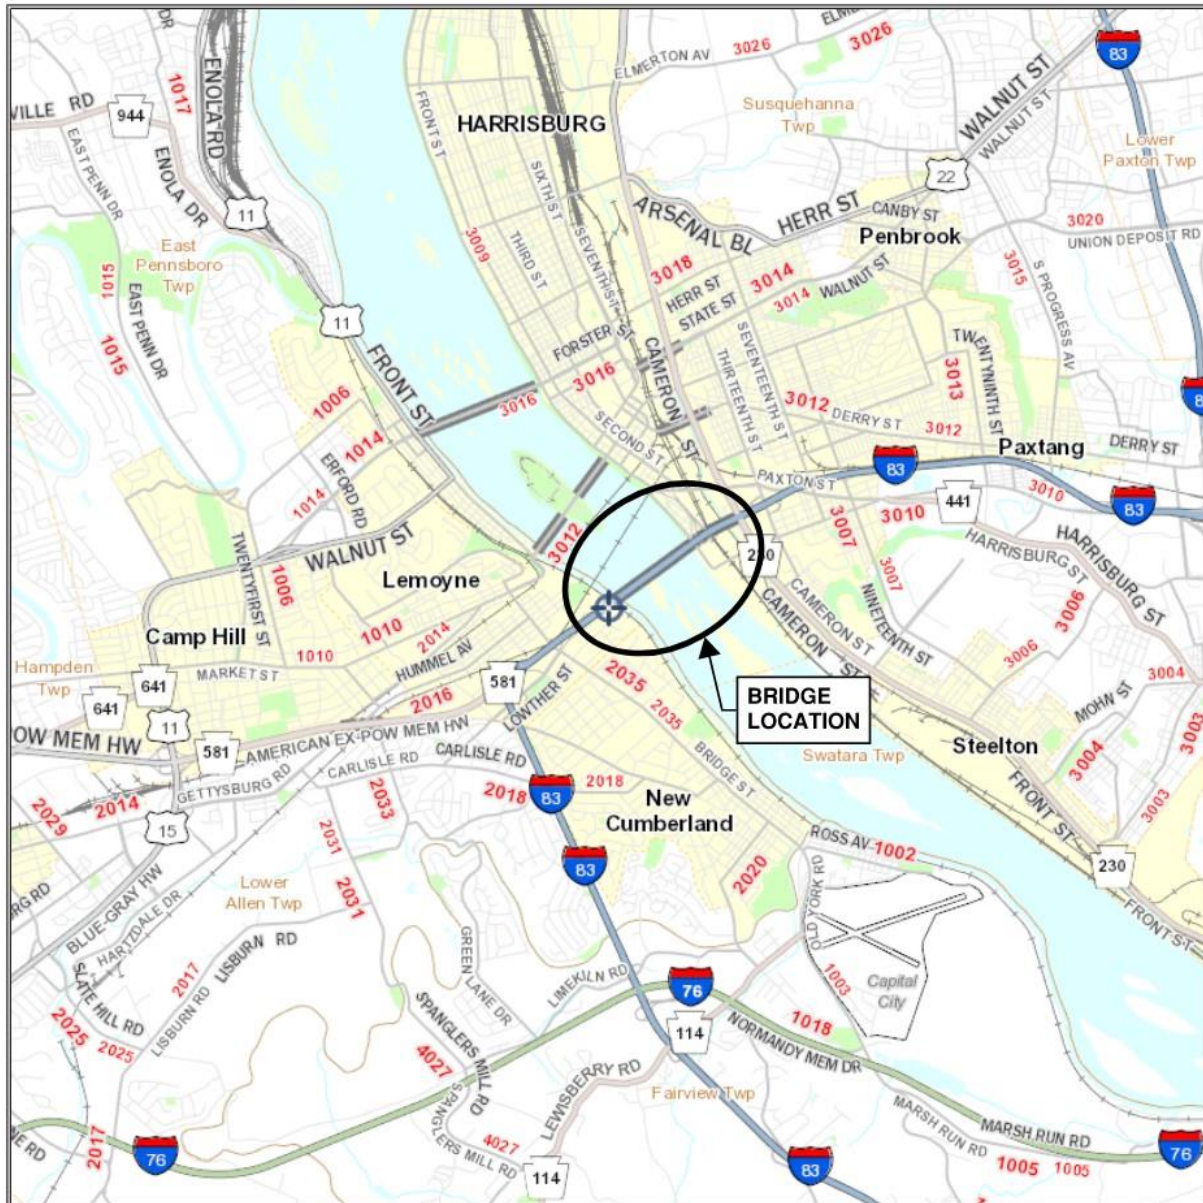 DR
1017
ENOLA RD
ELMERTON AV
3026
ELM
3026
83
VILLE RD
944
FRONT ST
HARRISBURG
Susquehanna
Twp
WALNUT ST
WALNUT ST
Lower
Paxton Twp
EAST PENN DR
ENOLA DR
11
SIXTH ST
22
ARSENAL BL
HERR ST
CANBY ST
Penbrook
3020
UNION DEPOSIT RD
East
Pennsboro
Twp
1015
EAST PENN DR
3009
THIRD ST
SEVENTH ST
3018
HERR ST
STATE ST
3014
3014
WALNUT ST
3015
S PROGRESS AV
11
1015
FRONT ST
FORSTER ST
3016
3016
CAMERON ST
SEVENTEENTH ST
THIRTEENTH ST
TWENTYNINTH ST
3013
8
1006
1014
SECOND ST
3012
DERRY ST
3012
Paxtang
DERRY ST
ERFORD RD
1014
PAXTON ST
83
441
3010
83
3010
WALNUT ST
TWENTYFIRST ST
1006
3012
230
3007
3007
HARRISBURG ST
HARRISBURG ST
Lemoyne
Camp Hill
1010
2014
CAMERON ST
CAMERON ST
NINETEENTH ST
3006
3006
Hampden
Twp
MARKET ST
1010
HUMMEL AV
641
641
11
2016
581
LOWTHER ST
2035
2035
BRIDGE
LOCATION
MOHN ST
3004
3004
3003
POW MEM HW
581
AMERICAN EX-POW MEM HW
CARLISLE RD
CARLISLE RD
GETTYSBURG RD
BRIDGE ST
Swatara Twp
Steelton
2029
2014
15
2033
2018
83
2018
New
Cumberland
FRONT ST
3003
2031
83
ROSS AV
1002
230
Lower
Allen Twp
2031
2020
OLD YORK RD
FRONT ST
BLUE-GRAY HW
HARTZDALE DR
LISBURN RD
2017
LISBURN RD
GREEN LANE DR
LIMEKILN RD
76
1003
Capital
City
SLATE HILL RD
2025
2025
SPANGLERS MILL RD
4027
114
1018
NORMANDY MEM DR
LEWISBERRY RD
Fairview Twp
SPANGLERS MILL RD
4027
MARSH RUN RD
MARSH RUN RD
2017
76
114
83
1005
1005
76